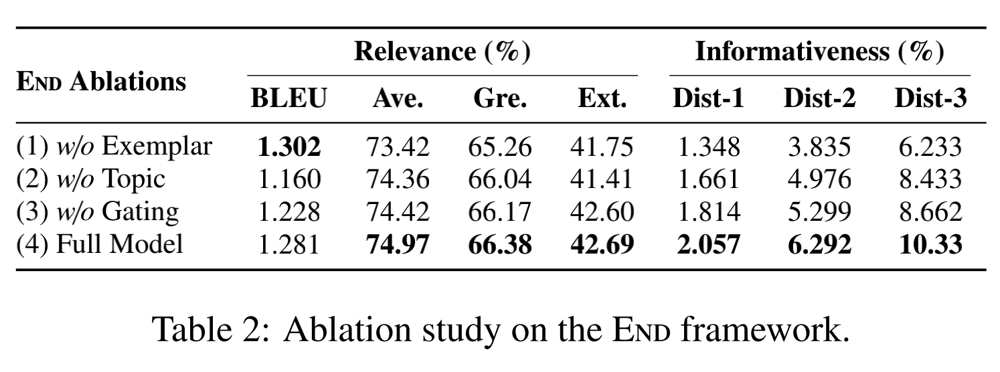 Relevance (%) Informativeness (%)
END Ablations
BLEU Ave. Gre. Ext. Dist-1 Dist-2 Dist-3
(1) w/o Exemplar 1.302 73.42 65.26 41.75 1.348 3.835 6.233
(2) w/o Topic 1.160 74.36 66.04 41.41 1.661 4.976 8.433
(3) w/o Gating 1.228 74.42 66.17 42.60 1.814 5.299 8.662
(4) Full Model 1.281 74.97 66.38 42.69 2.057 6.292 10.33
Table 2: Ablation study on the END framework.